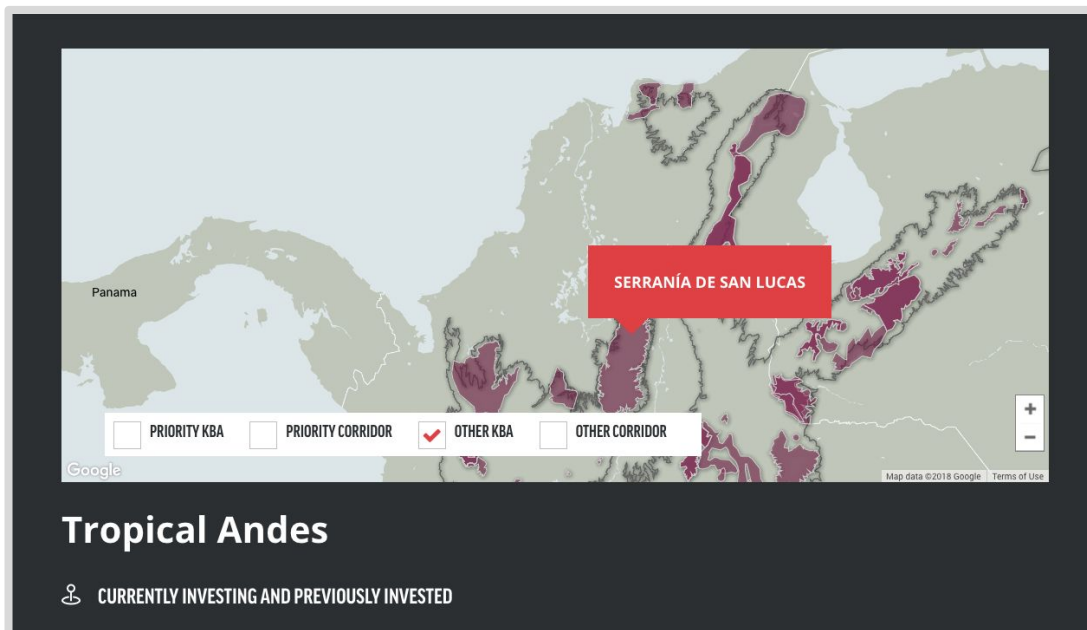 SERRANÍA DE SAN LUCAS
Panama
PRIORITY KBA
PRIORITY CORRIDOR
OTHER KBA
OTHER CORRIDOR
+
−
Google
Map data ©2018 Google
Terms of Use
Tropical Andes
CURRENTLY INVESTING AND PREVIOUSLY INVESTED